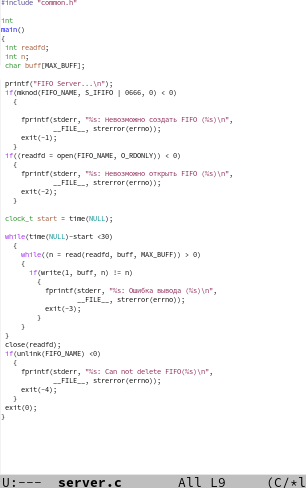 #include "common.h"
int
main()
{
int readfd;
int n;
char buff[MAX_BUFF];
printf("FIFO Server...\n");
if(mknod(FIFO_NAME, S_IFIFO | 0666, 0) < 0)
{
fprintf(stderr, "%s: Невозможно создать FIFO (%s)\n",
__FILE__, strerror(errno));
exit(-1);
}
if((readfd = open(FIFO_NAME, O_RDONLY)) < 0)
{
fprintf(stderr, "%s: Невозможно открыть FIFO (%s)\n",
__FILE__, strerror(errno));
exit(-2);
}
clock_t start = time(NULL);
while(time(NULL)-start <30)
{
while((n = read(readfd, buff, MAX_BUFF)) > 0)
{
if(write(1, buff, n) != n)
{
fprintf(stderr, "%s: Ошибка вывода (%s)\n",
__FILE__, strerror(errno));
exit(-3);
}
}
}
close(readfd);
if(unlink(FIFO_NAME) <0)
{
fprintf(stderr, "%s: Can not delete FIFO(%s)\n",
__FILE__, strerror(errno));
exit(-4);
}
exit(0);
}
U:--- server.c All L9 (C/*l